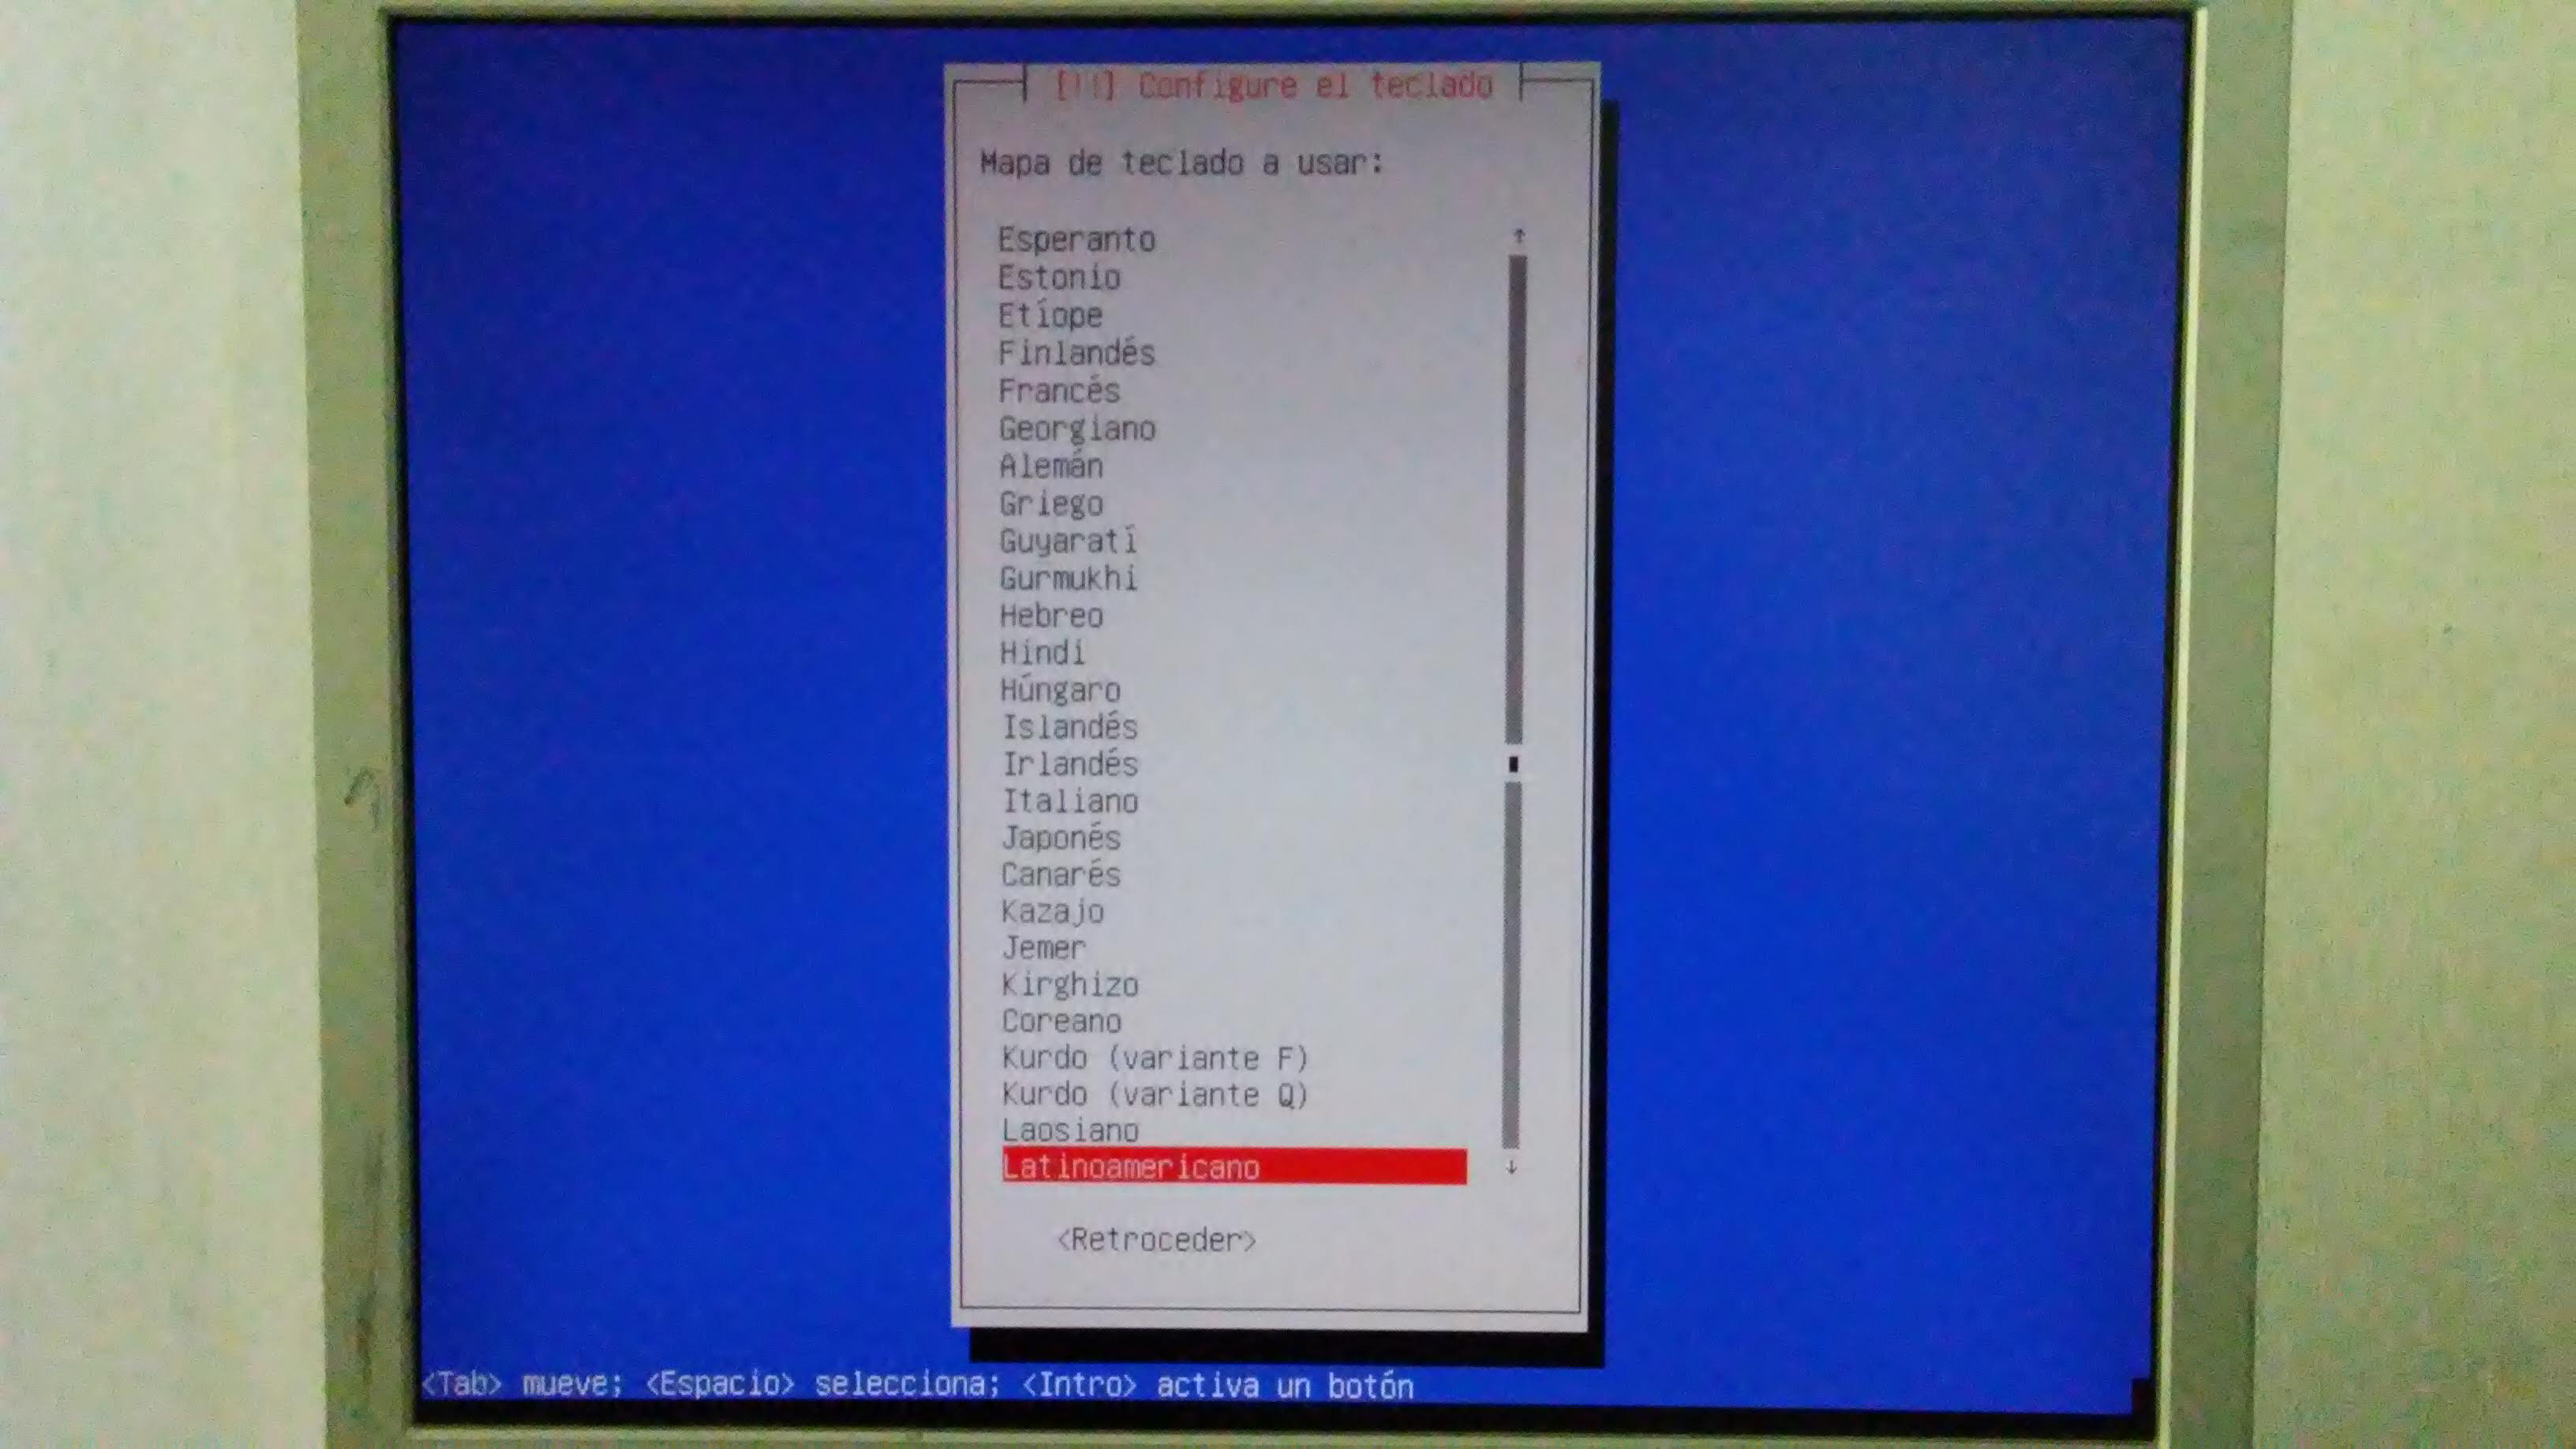 [!!] Configure el teclado
Mapa de teclado a usar:
Esperanto
Estonio
Etíope
Finlandés
Francés
Georgiano
Alemán
Griego
Guyaratí
Gurmukhi
Hebreo
Hindi
Húngaro
Islandés
Irlandés
Italiano
Japonés
Canarés
Kazajo
Jemer
Kirghizo
Coreano
Kurdo (variante F)
Kurdo (variante Q)
Laosiano
Latinoamericano
<Retroceder>
<Tab> mueve; <Espacio> selecciona; <Intro> activa un botón